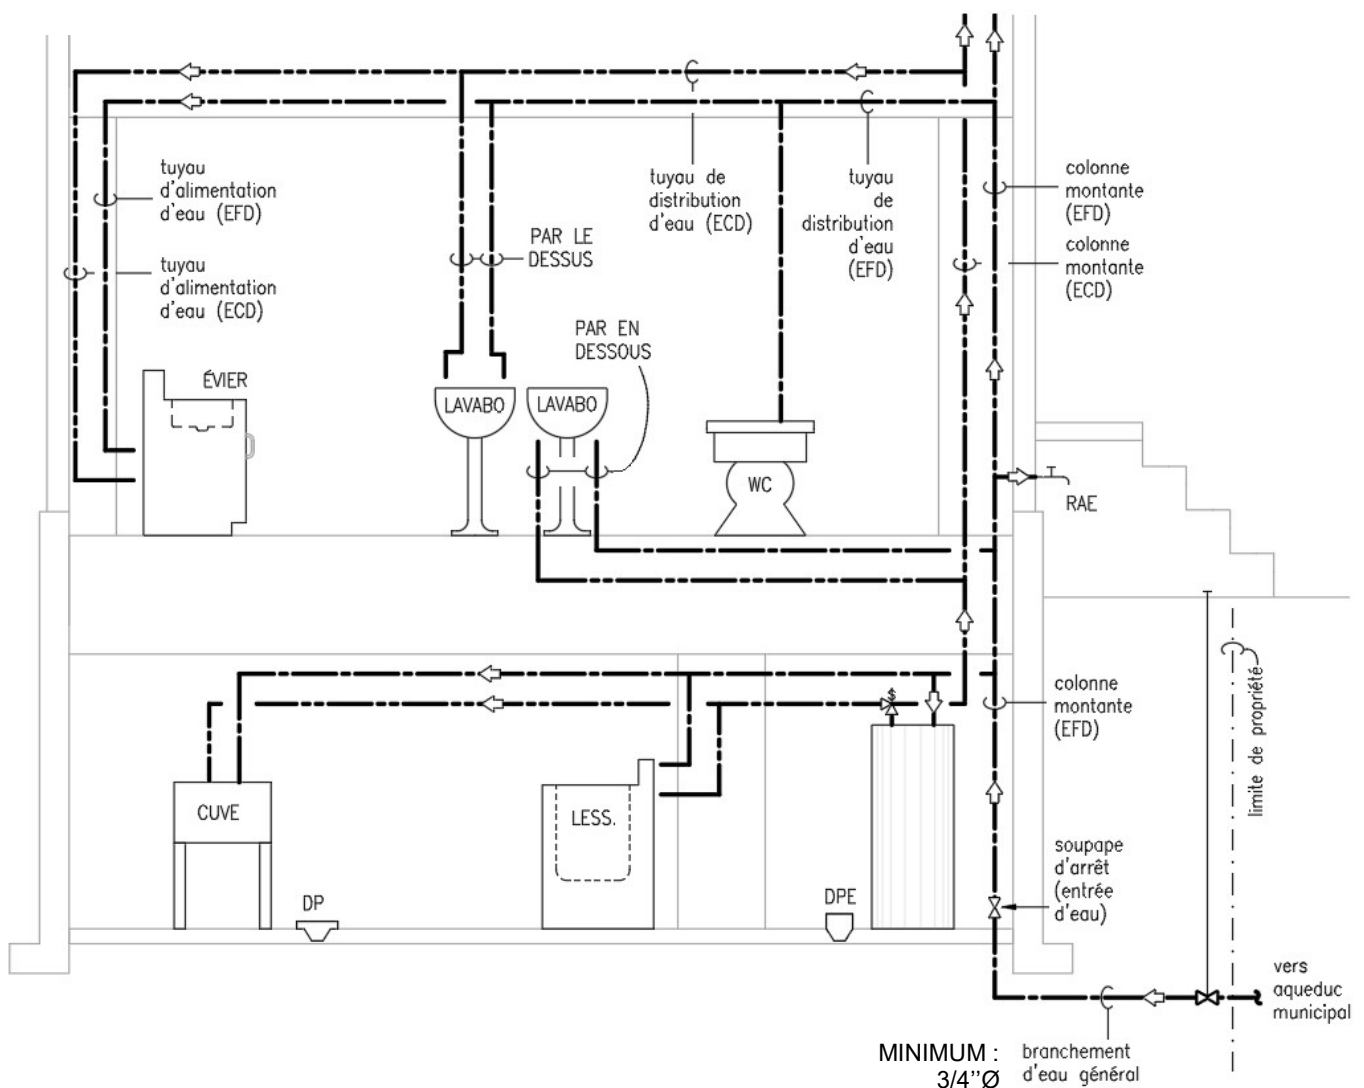 tuyau
d'alimentation
d'eau (EFD)
tuyau
d'alimentation
d'eau (ECD)
PAR LE
DESSUS
tuyau de
distribution
d'eau (ECD)
tuyau
de
distribution
d'eau
(EFD)
colonne
montante
(EFD)
colonne
montante
(ECD)
PAR EN
DESSOUS
ÉVIER
LAVABO
LAVABO
WC
RAE
limite de propriété
colonne
montante
(EFD)
$
CUVE
LESS.
DP
DPE
soupape
d'arrêt
(entrée
d'eau)
vers
aqueduc
municipal
MINIMUM :
3/4’’Ø
branchement
d'eau général